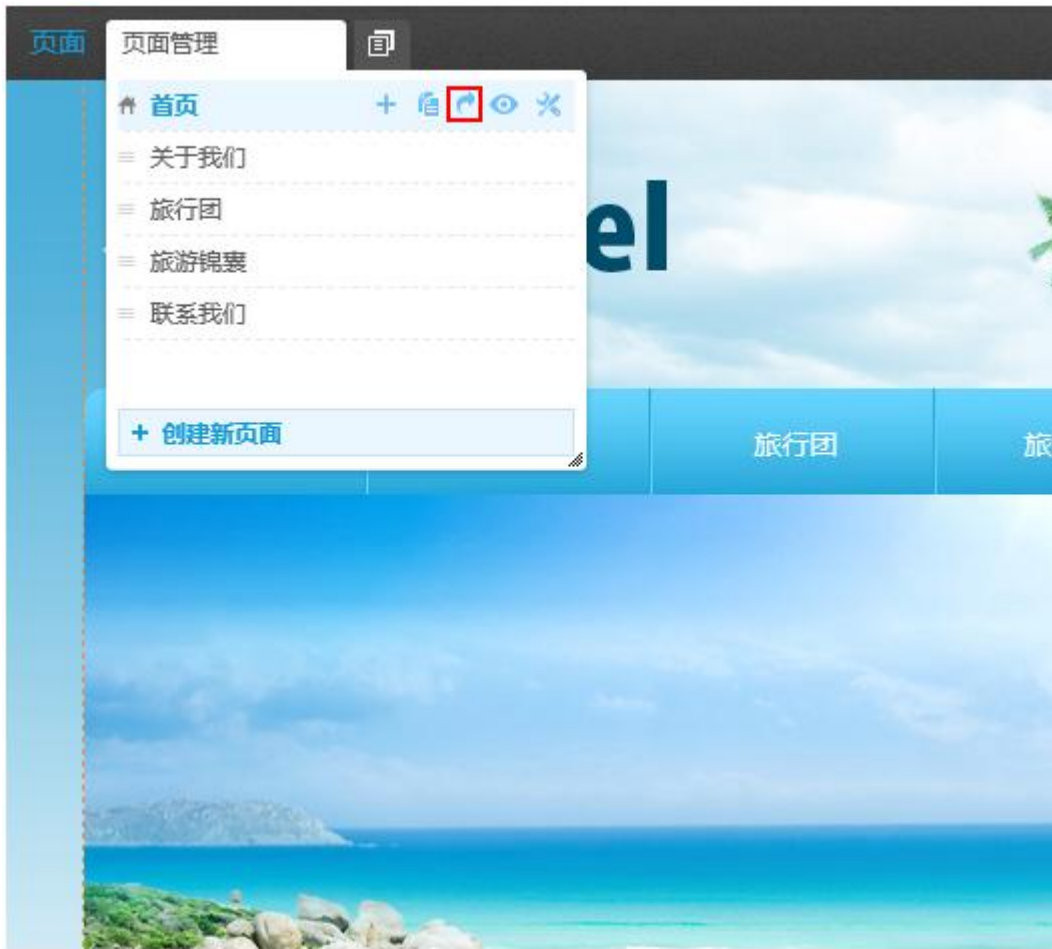 页面 页面管理
首页
关于我们
旅行团
旅游锦囊
联系我们
el
+ 创建新页面
旅行团 旅